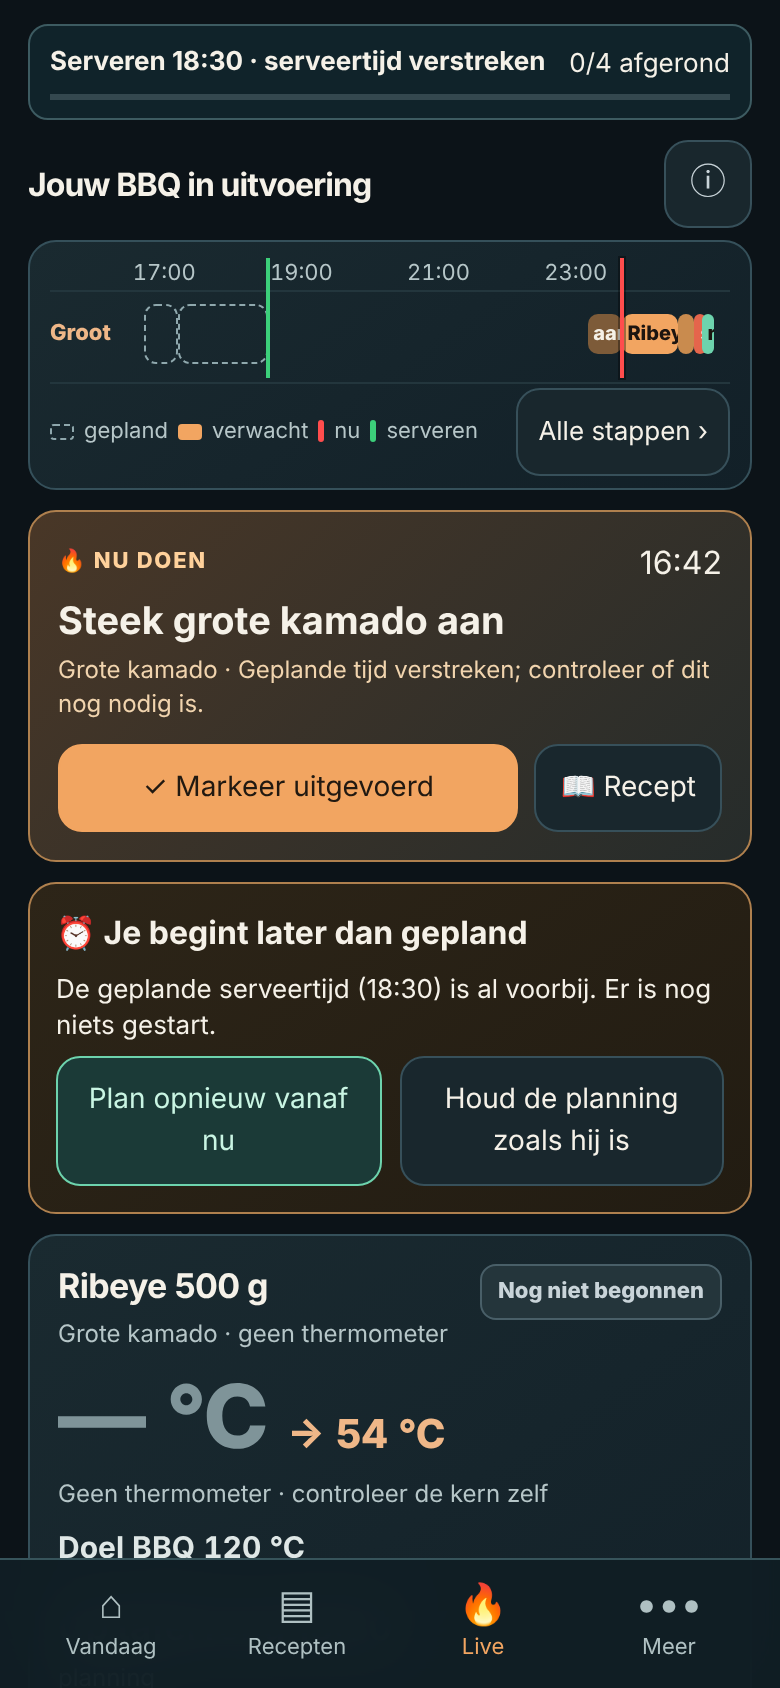 Serveren 18:30 · serveertijd verstreken 0/4 afgerond
Jouw BBQ in uitvoering
17:00 19:00 21:00 23:00
Groot Ribey
gepland verwacht nu serveren Alle stappen ›
NU DOEN 16:42
Steek grote kamado aan
Grote kamado · Geplande tijd verstreken; controleer of dit
nog nodig is.
✓ Markeer uitgevoerd Recept
Je begint later dan gepland
De geplande serveertijd (18:30) is al voorbij. Er is nog
niets gestart.
Plan opnieuw vanaf
nu
Houd de planning
zoals hij is
Ribeye 500 g Nog niet begonnen
Grote kamado · geen thermometer
— °C → 54 °C
Geen thermometer · controleer de kern zelf
Doel BBQ 120 °C
Vandaag Recepten Live Meer